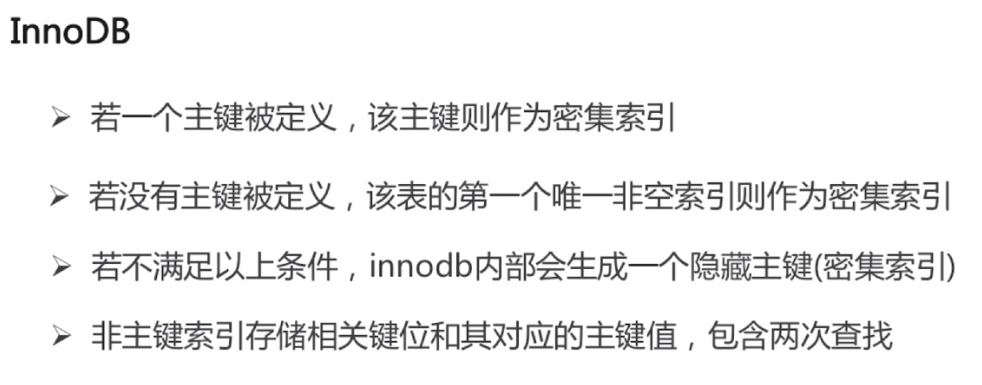 InnoDB
➢ 若一个主键被定义，该主键则作为密集索引
➢ 若没有主键被定义，该表的第一个唯一非空索引则作为密集索引
➢ 若不满足以上条件，innodb内部会生成一个隐藏主键(密集索引)
➢ 非主键索引存储相关键位和其对应的主键值，包含两次查找